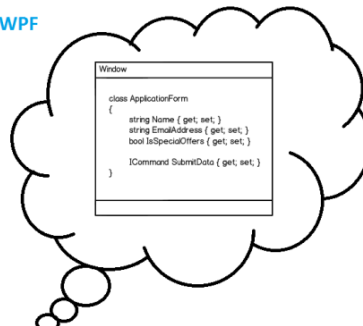 WPF
Window
class ApplicationForm
{
string Name { get; set; }
string EmailAddress { get; set; }
bool IsSpecialOffers { get; set; }
ICommand SubmitData { get; set; }
}